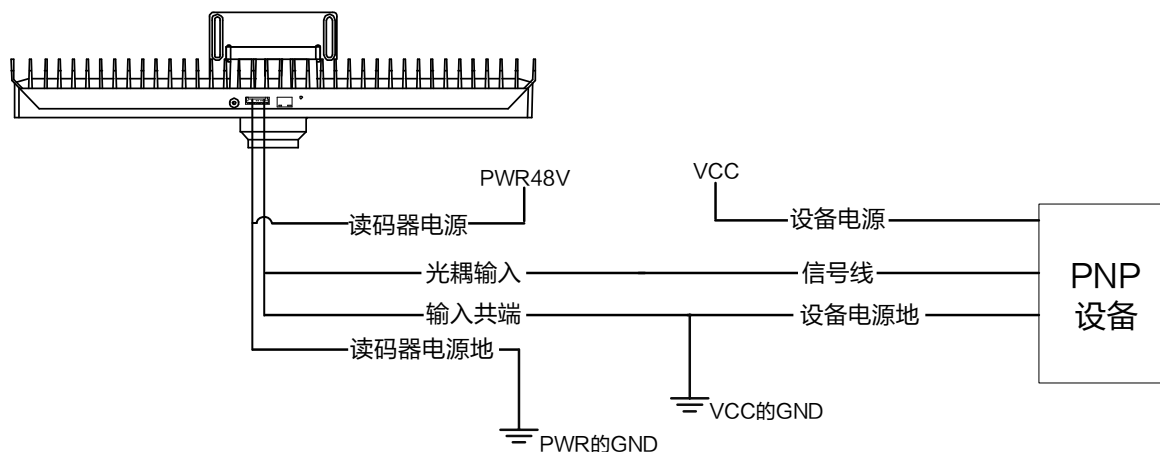 PWR48V
VCC
读码器电源
设备电源
光耦输入
信号线
PNP
设备
输入共端
设备电源地
读码器电源地
VCC的GND
PWR的GND